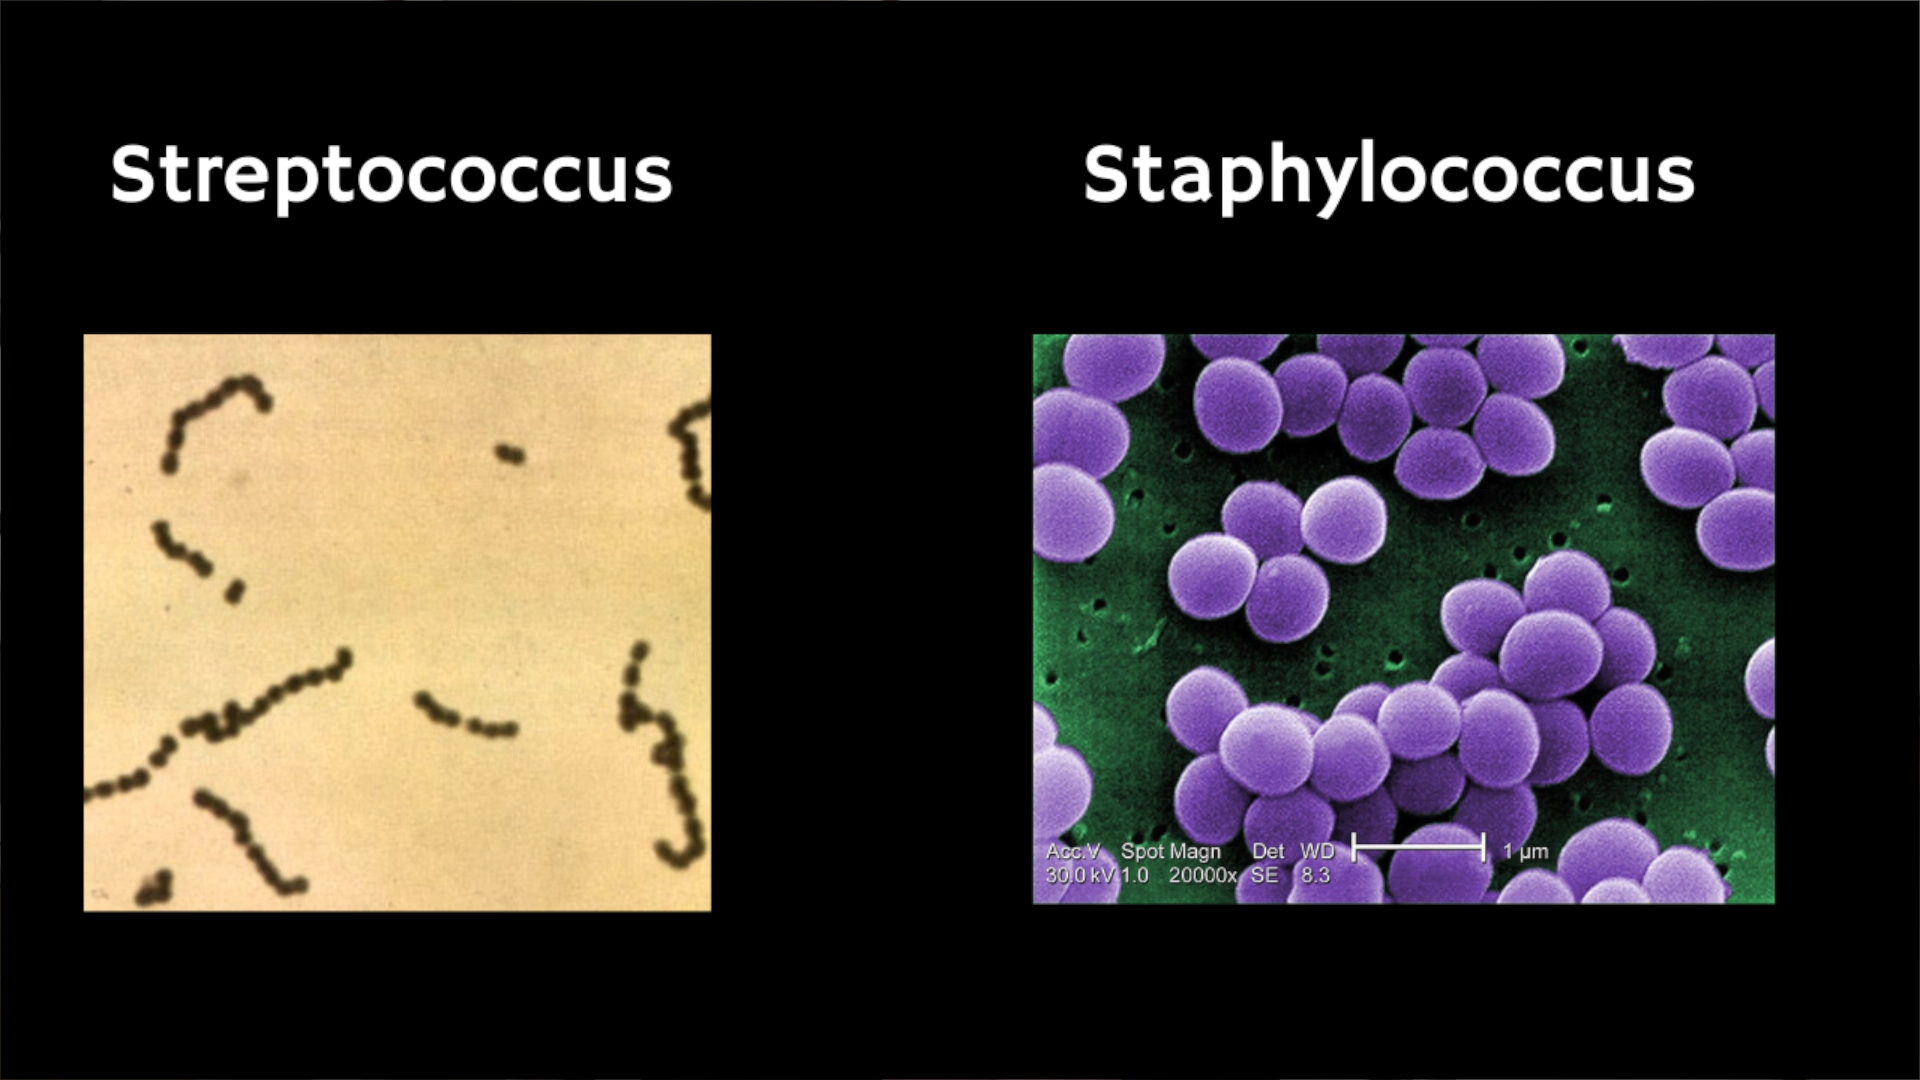 Streptococcus
Staphylococcus
Acc.V Spot Magn Det WD 1 µm
30.0 kV 1.0 20000x SE 8.3